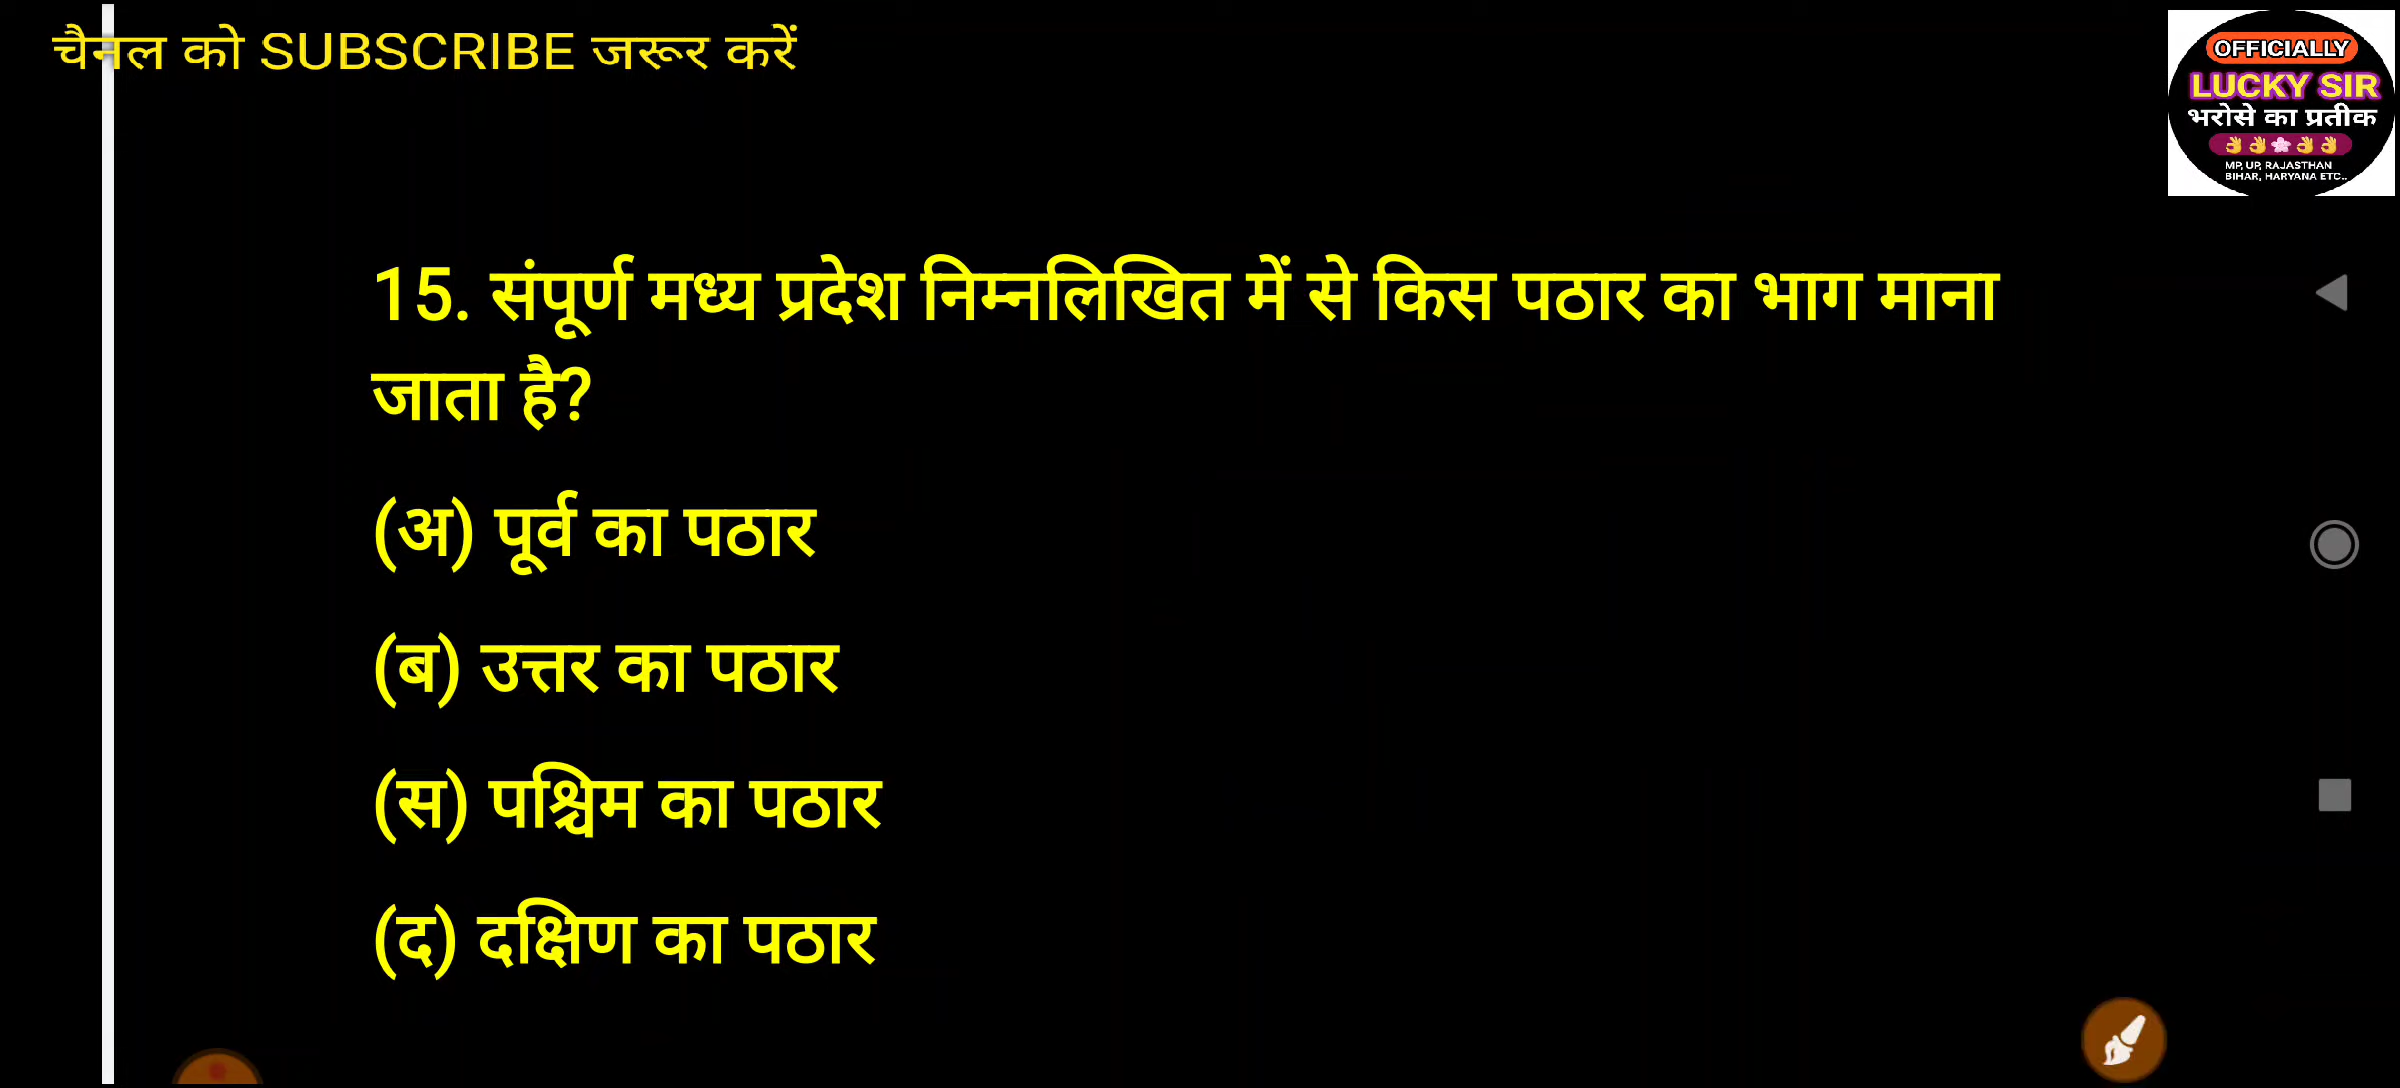 चैनल को SUBSCRIBE जरूर करें
OFFICIALLY
LUCKY SIR
भरोसे का प्रतीक
MP, UP, RAJASTHAN
BIHAR, HARYANA ETC..
15. संपूर्ण मध्य प्रदेश निम्नलिखित में से किस पठार का भाग माना
जाता है?
(अ) पूर्व का पठार
(ब) उत्तर का पठार
(स) पश्चिम का पठार
(द) दक्षिण का पठार